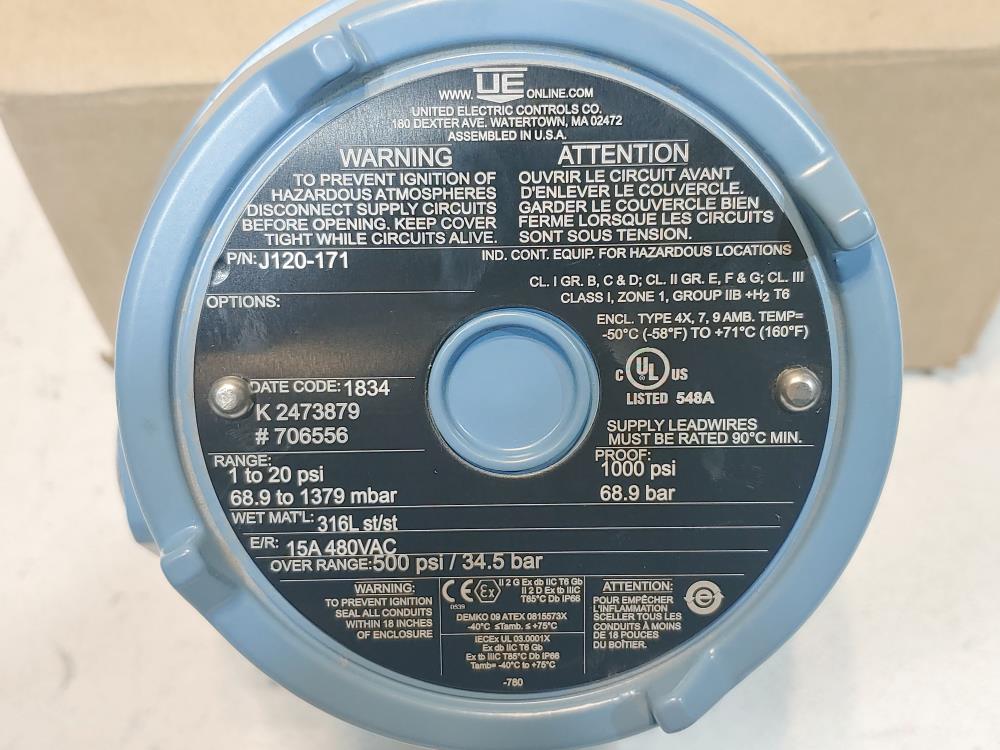 WWW. UE ONLINE.COM
UNITED ELECTRIC CONTROLS CO.
180 DEXTER AVE. WATERTOWN, MA 02472
ASSEMBLED IN U.S.A.
WARNING
TO PREVENT IGNITION OF
HAZARDOUS ATMOSPHERES
DISCONNECT SUPPLY CIRCUITS
BEFORE OPENING. KEEP COVER
TIGHT WHILE CIRCUITS ALIVE.
ATTENTION
OUVRIR LE CIRCUIT AVANT
D'ENLEVER LE COUVERCLE.
GARDER LE COUVERCLE BIEN
FERME LORSQUE LES CIRCUITS
SONT SOUS TENSION.
P/N: J120-171
IND. CONT. EQUIP. FOR HAZARDOUS LOCATIONS
CL. I GR. B, C & D; CL. II GR. E, F & G; CL. III
CLASS I, ZONE 1, GROUP IIB +H2 T6
OPTIONS:
ENCL. TYPE 4X, 7, 9 AMB. TEMP=
-50°C (-58°F) TO +71°C (160°F)
C UL US
LISTED 548A
DATE CODE: 1834
K 2473879
# 706556
SUPPLY LEADWIRES
MUST BE RATED 90°C MIN.
RANGE:
1 to 20 psi
68.9 to 1379 mbar
PROOF:
1000 psi
68.9 bar
WET MAT'L: 316L st/st
E/R: 15A 480VAC
OVER RANGE: 500 psi / 34.5 bar
WARNING:
TO PREVENT IGNITION
SEAL ALL CONDUITS
WITHIN 18 INCHES
OF ENCLOSURE
CE Ex
0539
II 2 G Ex db IIC T6 Gb
II 2 D Ex tb IIIC
T85°C Db IP66
DEMKO 09 ATEX 0815573X
-40°C ≤Tamb. ≤ +75°C
IECEx UL 03.0001X
Ex db IIC T6 Gb
Ex tb IIIC T85°C Db IP66
Tamb= -40°C to +75°C
-780
ATTENTION:
POUR EMPÊCHER
L'INFLAMMATION
SCELLER TOUS LES
CONDUITS À MOINS
DE 18 POUCES
DU BOÎTIER.